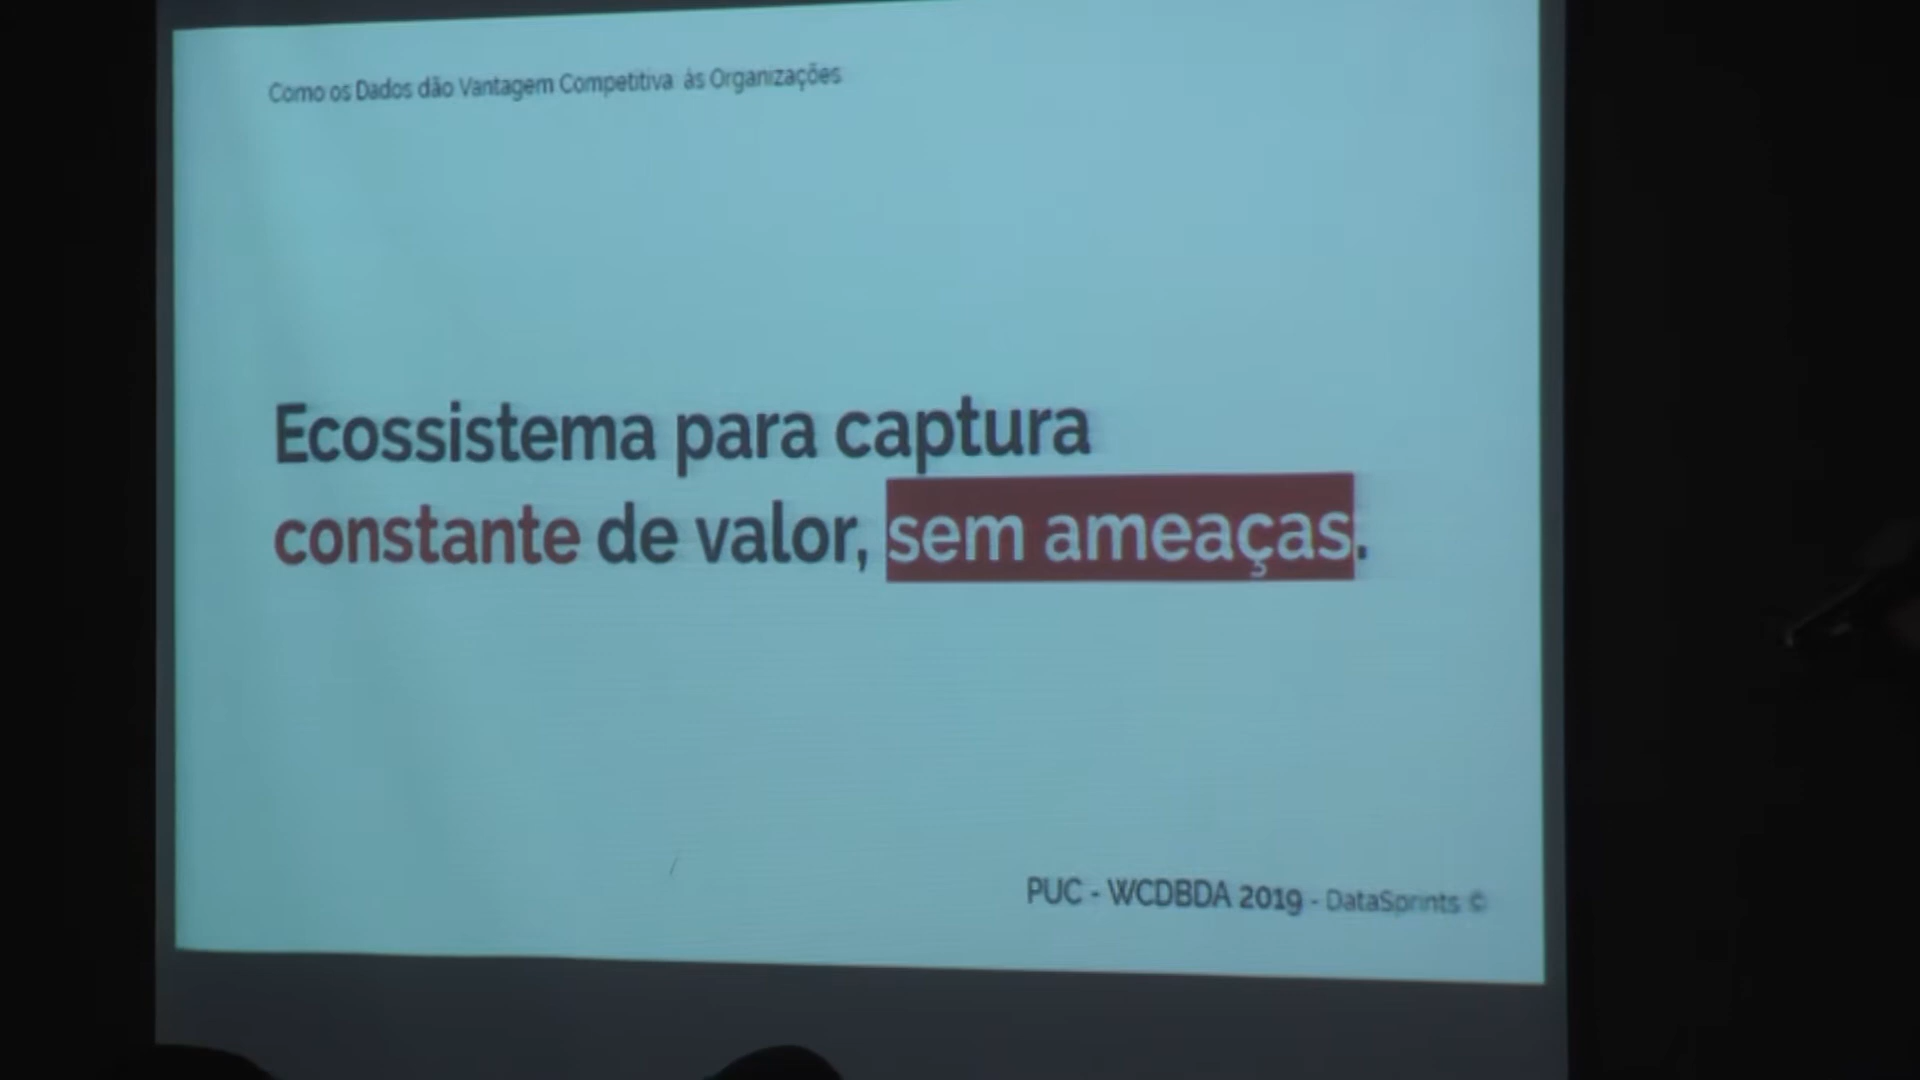 Como os Dados dão Vantagem Competitiva às Organizações
Ecossistema para captura
constante de valor, sem ameaças.
PUC - WCDBDA 2019 - DataSprints ©